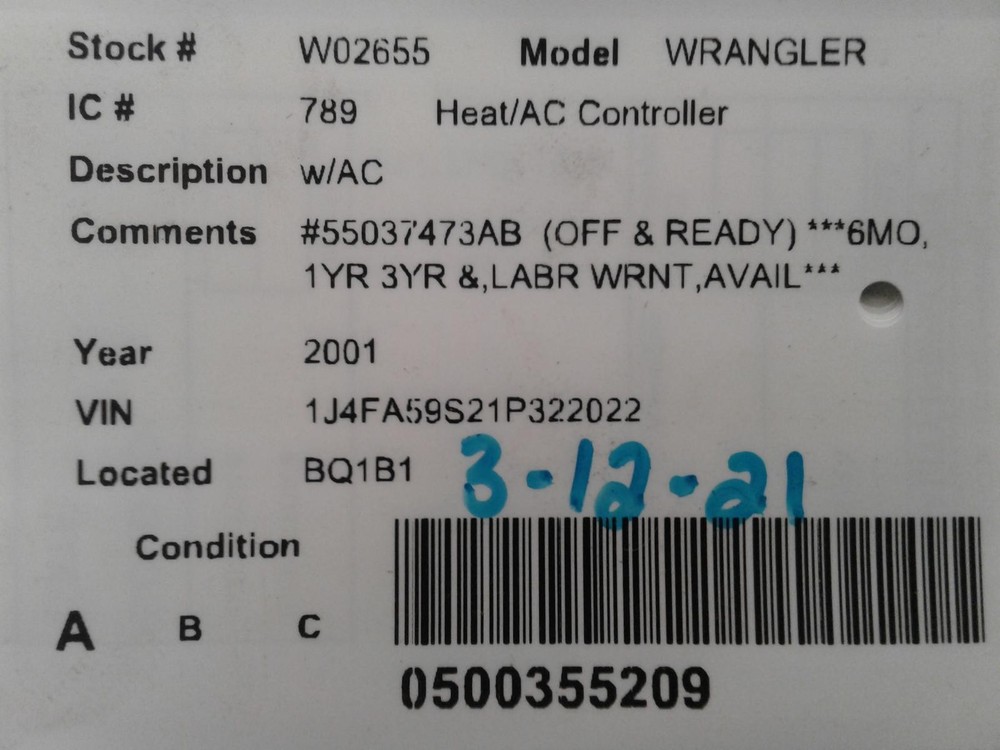 Stock # W02655 Model WRANGLER
IC # 789 Heat/AC Controller
Description w/AC
Comments #55037473AB (OFF & READY) ***6MO,
1YR 3YR &,LABR WRNT,AVAIL***
Year 2001
VIN 1J4FA59S21P322022
Located BQ1B1 3-12-21
Condition
A B C
0500355209